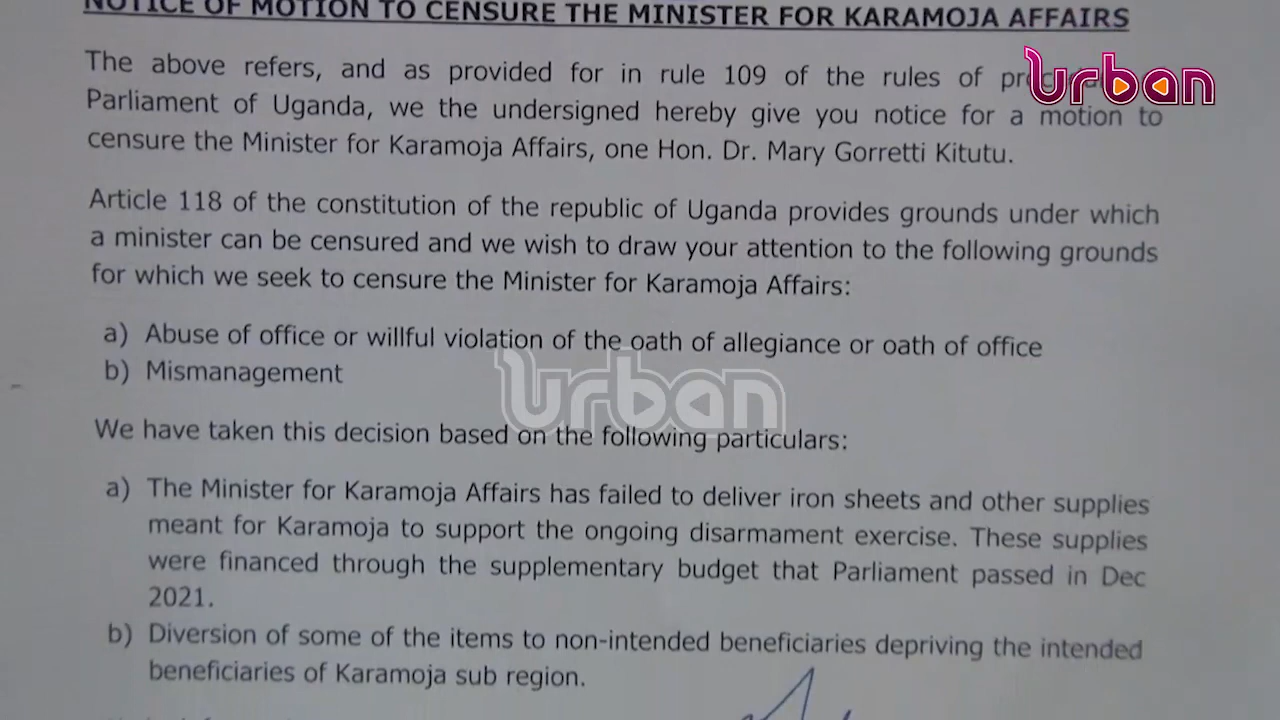 NOTICE OF MOTION TO CENSURE THE MINISTER FOR KARAMOJA AFFAIRS
The above refers, and as provided for in rule 109 of the rules of
Urban
Parliament of Uganda, we the undersigned hereby give you notice for a motion to
censure the Minister for Karamoja Affairs, one Hon. Dr. Mary Gorretti Kitutu.
Article 118 of the constitution of the republic of Uganda provides grounds under which
a minister can be censured and we wish to draw your attention to the following grounds
for which we seek to censure the Minister for Karamoja Affairs:
a) Abuse of office or willful violation of the oath of allegiance or oath of office
b) Mismanagement
Urban
We have taken this decision based on the following particulars:
a) The Minister for Karamoja Affairs has failed to deliver iron sheets and other supplies
meant for Karamoja to support the ongoing disarmament exercise. These supplies
were financed through the supplementary budget that Parliament passed in Dec
2021.
b) Diversion of some of the items to non-intended beneficiaries depriving the intended
beneficiaries of Karamoja sub region.